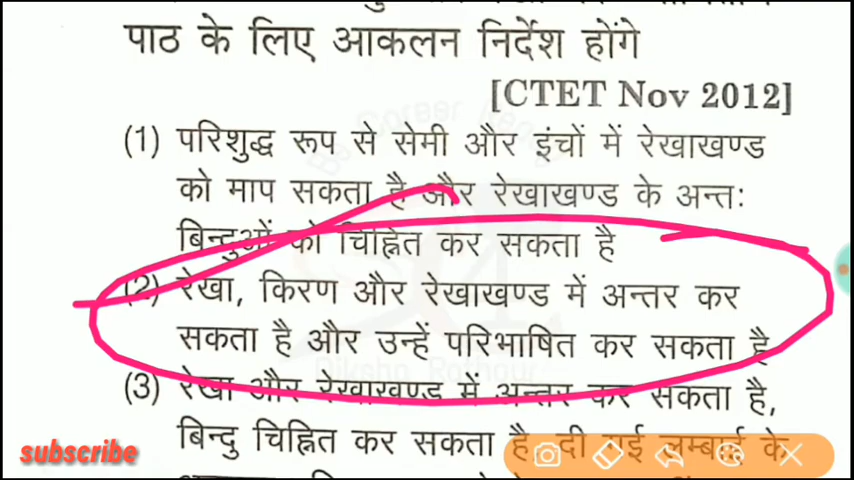 पाठ के लिए आकलन निर्देश होंगे
[CTET Nov 2012]
(1) परिशुद्ध रूप से सेमी और इंचों में रेखाखण्ड
को माप सकता है और रेखाखण्ड के अन्तः
बिन्दुओं को चिह्नित कर सकता है
(2) रेखा, किरण और रेखाखण्ड में अन्तर कर
सकता है और उन्हें परिभाषित कर सकता है
(3) रेखा और रेखाखण्ड में अन्तर कर सकता है,
बिन्दु चिह्नित कर सकता है, दी गई लम्बाई के
subscribe